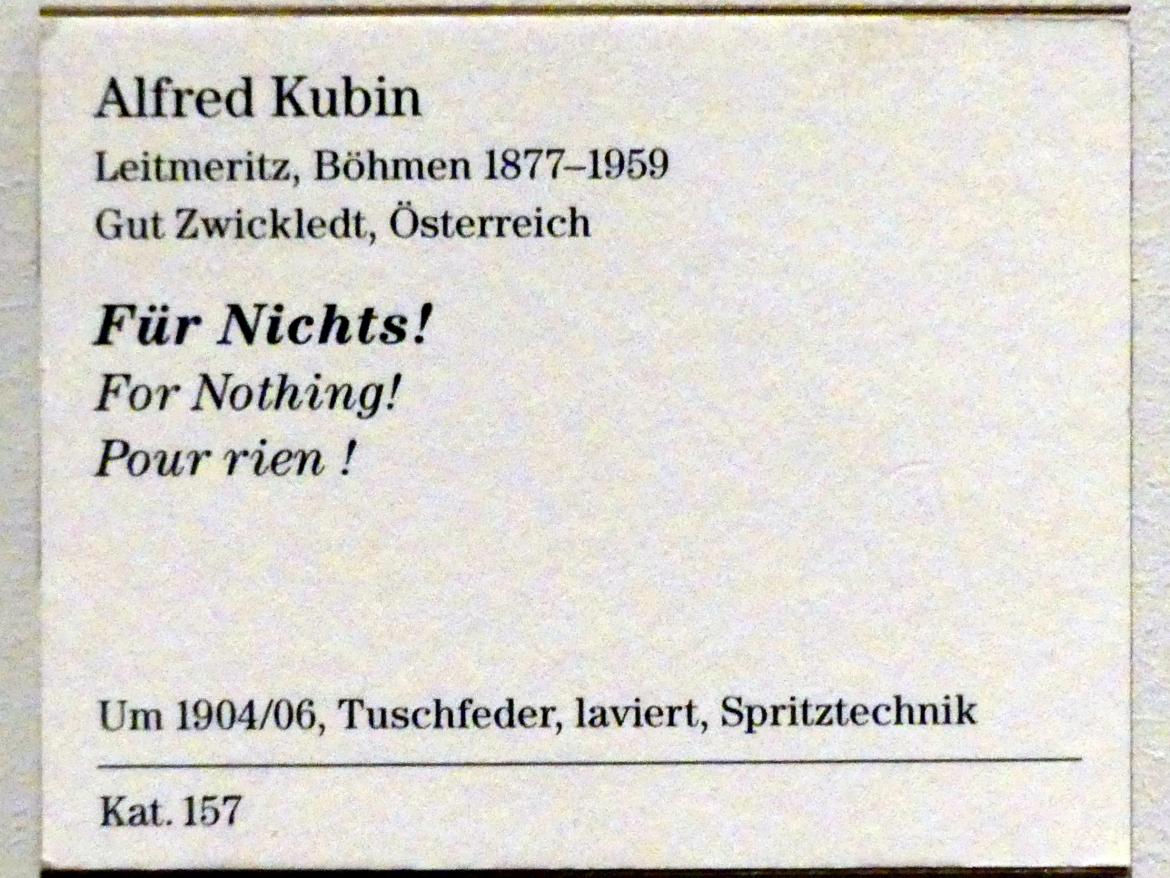 Alfred Kubin
Leitmeritz, Böhmen 1877–1959
Gut Zwickledt, Österreich
Für Nichts!
For Nothing!
Pour rien !
Um 1904/06, Tuschfeder, laviert, Spritztechnik
Kat. 157